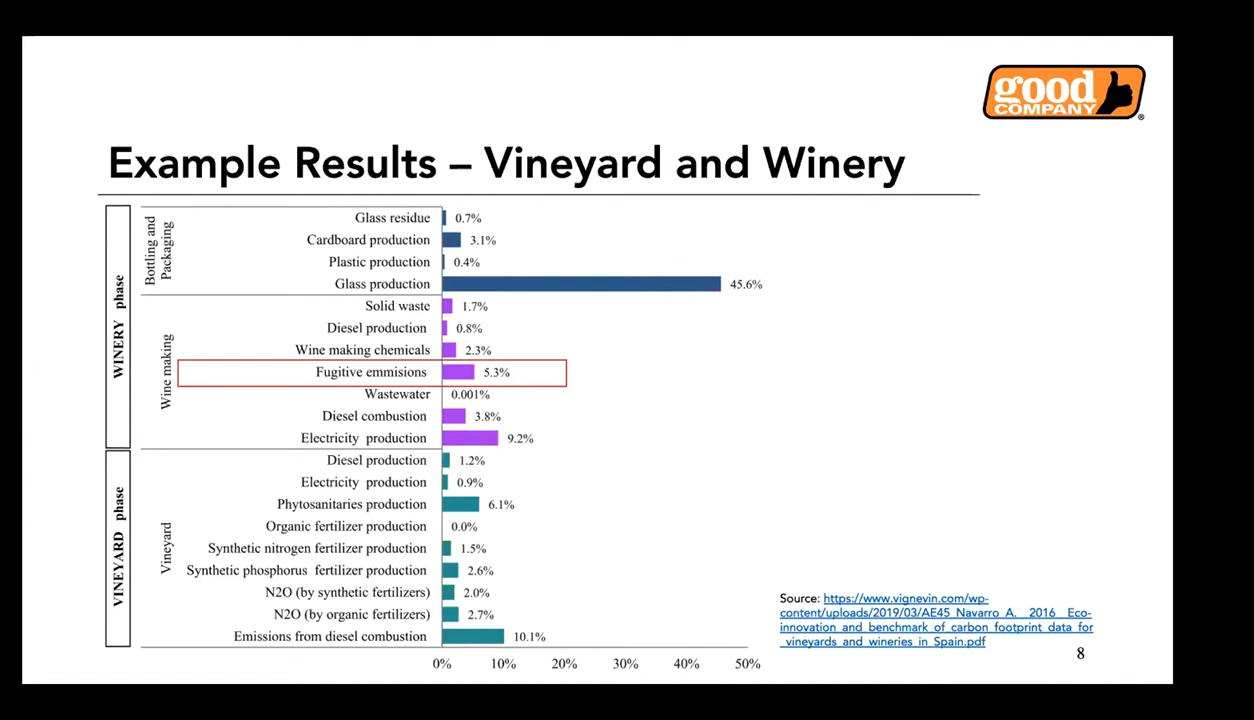 good
COMPANY
®
Example Results – Vineyard and Winery
WINERY phase
Bottling and
Packaging
Glass residue 0.7%
Cardboard production 3.1%
Plastic production 0.4%
Glass production 45.6%
Wine making
Solid waste 1.7%
Diesel production 0.8%
Wine making chemicals 2.3%
Fugitive emmisions 5.3%
Wastewater 0.001%
Diesel combustion 3.8%
Electricity production 9.2%
VINEYARD phase
Vineyard
Diesel production 1.2%
Electricity production 0.9%
Phytosanitaries production 6.1%
Organic fertilizer production 0.0%
Synthetic nitrogen fertilizer production 1.5%
Synthetic phosphorus fertilizer production 2.6%
N2O (by synthetic fertilizers) 2.0%
N2O (by organic fertilizers) 2.7%
Emissions from diesel combustion 10.1%
0% 10% 20% 30% 40% 50%
Source: https://www.vignevin.com/wp-
content/uploads/2019/03/AE45_Navarro_A.__2016__Eco-
innovation_and_benchmark_of_carbon_footprint_data_for
_vineyards_and_wineries_in_Spain.pdf
8